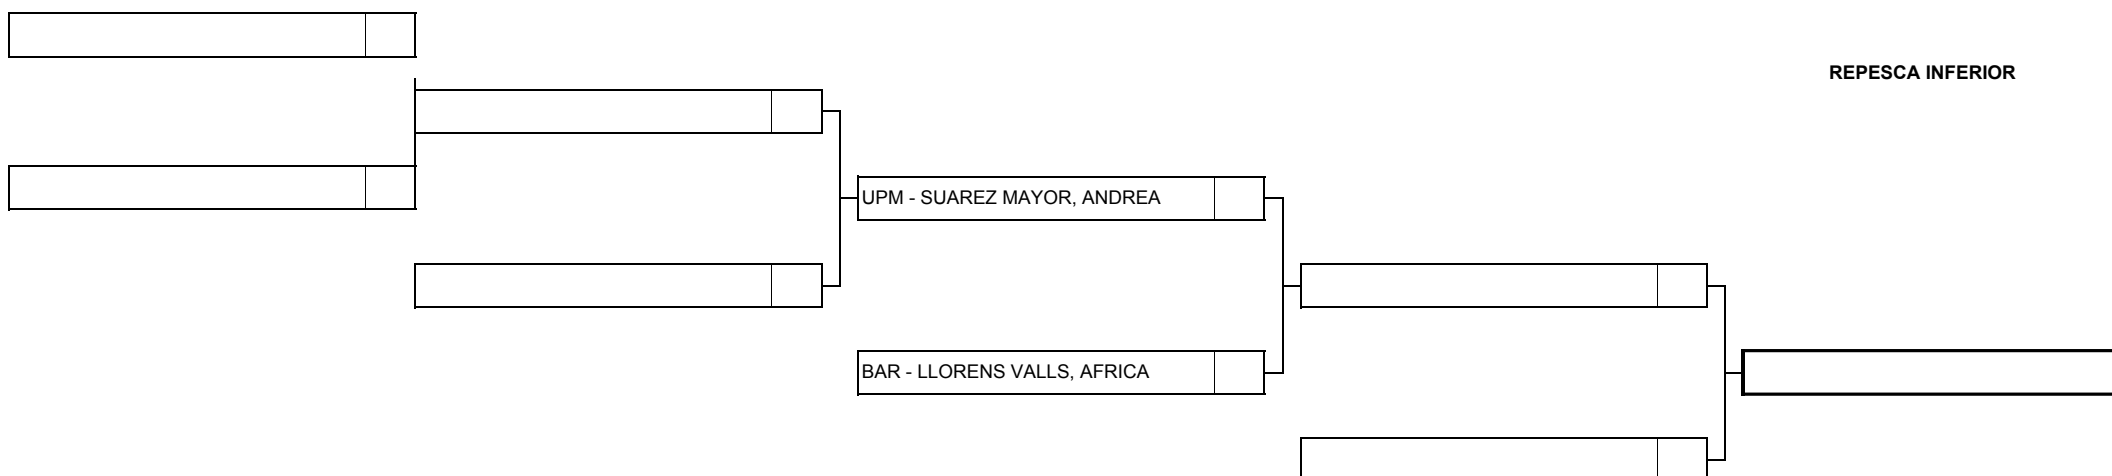 REPESCA INFERIOR
UPM - SUAREZ MAYOR, ANDREA
BAR - LLORENS VALLS, AFRICA